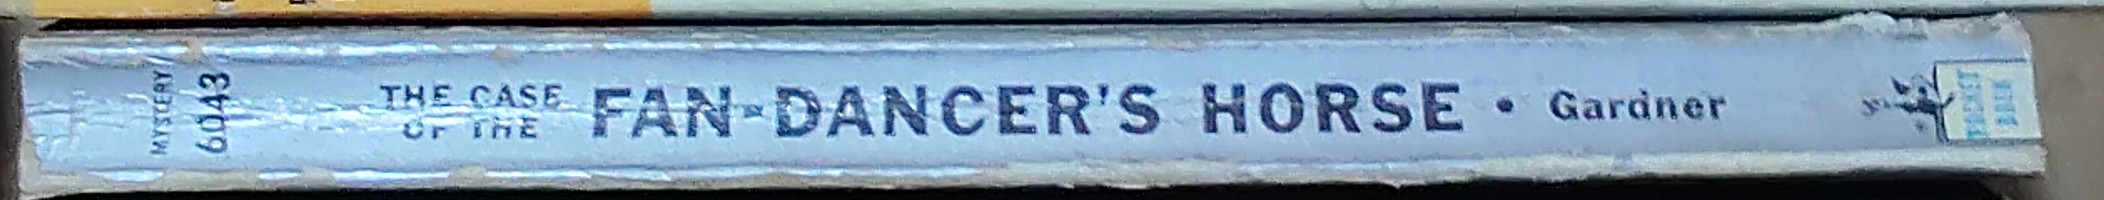 MYSTERY
6043
THE CASE
OF THE
FAN-DANCER'S HORSE • Gardner
POCKET
BOOK